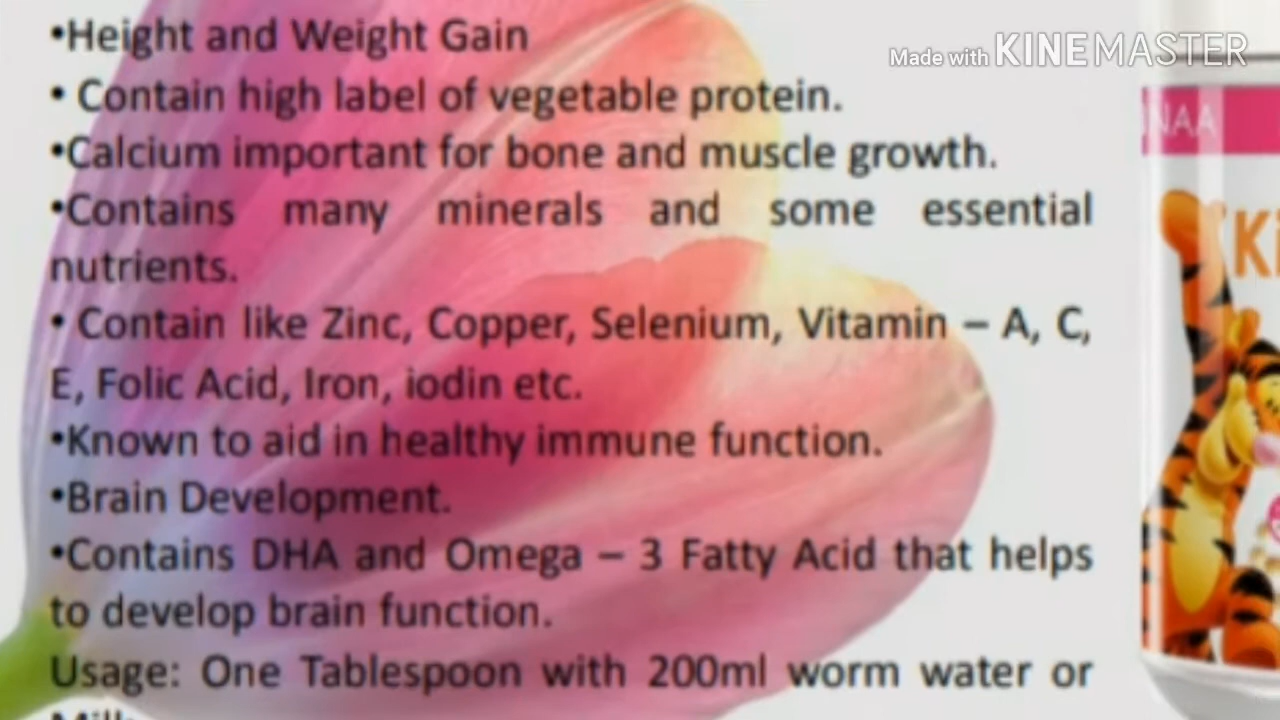 •Height and Weight Gain
• Contain high label of vegetable protein.
•Calcium important for bone and muscle growth.
•Contains many minerals and some essential
nutrients.
• Contain like Zinc, Copper, Selenium, Vitamin – A, C,
E, Folic Acid, Iron, iodin etc.
•Known to aid in healthy immune function.
•Brain Development.
•Contains DHA and Omega – 3 Fatty Acid that helps
to develop brain function.
Usage: One Tablespoon with 200ml worm water or
Made with KINEMASTER